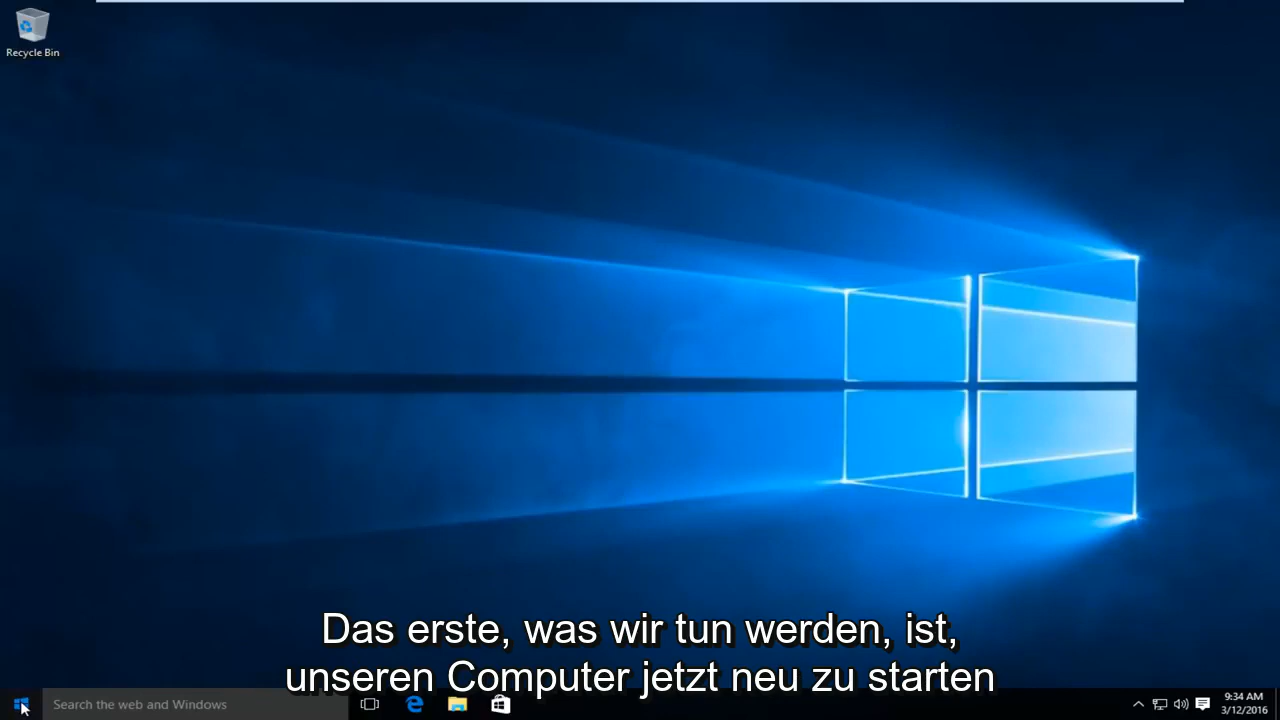 Recycle Bin
Das erste, was wir tun werden, ist,
unseren Computer jetzt neu zu starten
Search the web and Windows
9:34 AM
3/12/2016